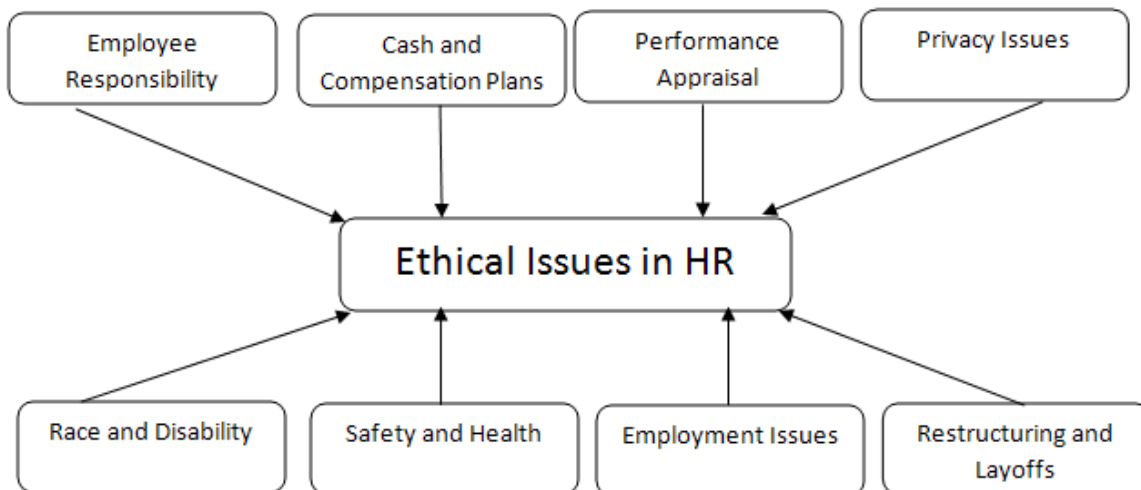 Employee
Responsibility
Cash and
Compensation Plans
Performance
Appraisal
Privacy Issues
Ethical Issues in HR
Race and Disability
Safety and Health
Employment Issues
Restructuring and
Layoffs